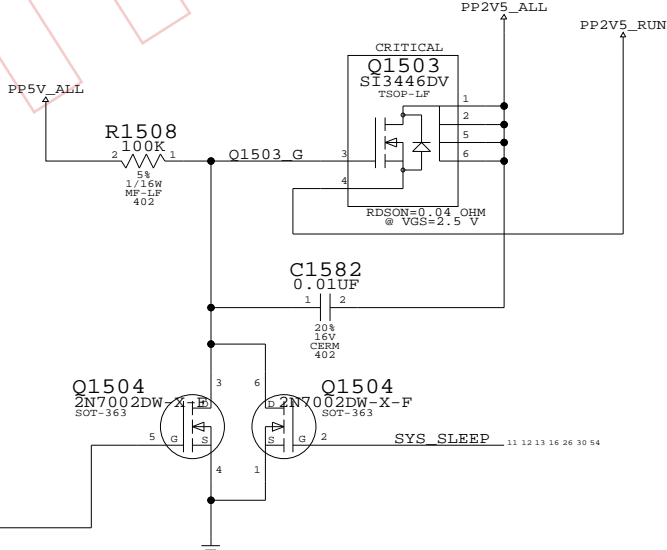 PP2V5_ALL
PP2V5_RUN
CRITICAL
Q1503
SI3446DV
TSOP-LF
PP5V_ALL
R1508
100K
2 1
5%
1/16W
MF-LF
402
Q1503_G
3
4
1
2
5
6
RDSON=0.04 OHM
@ VGS=2.5 V
C1582
0.01UF
1 2
20%
16V
CERM
402
Q1504
2N7002DW-X-F
SOT-363
3
D
5
G
S
4
Q1504
2N7002DW-X-F
SOT-363
6
D
S
G
2
1
SYS_SLEEP 11 12 13 16 26 30 54